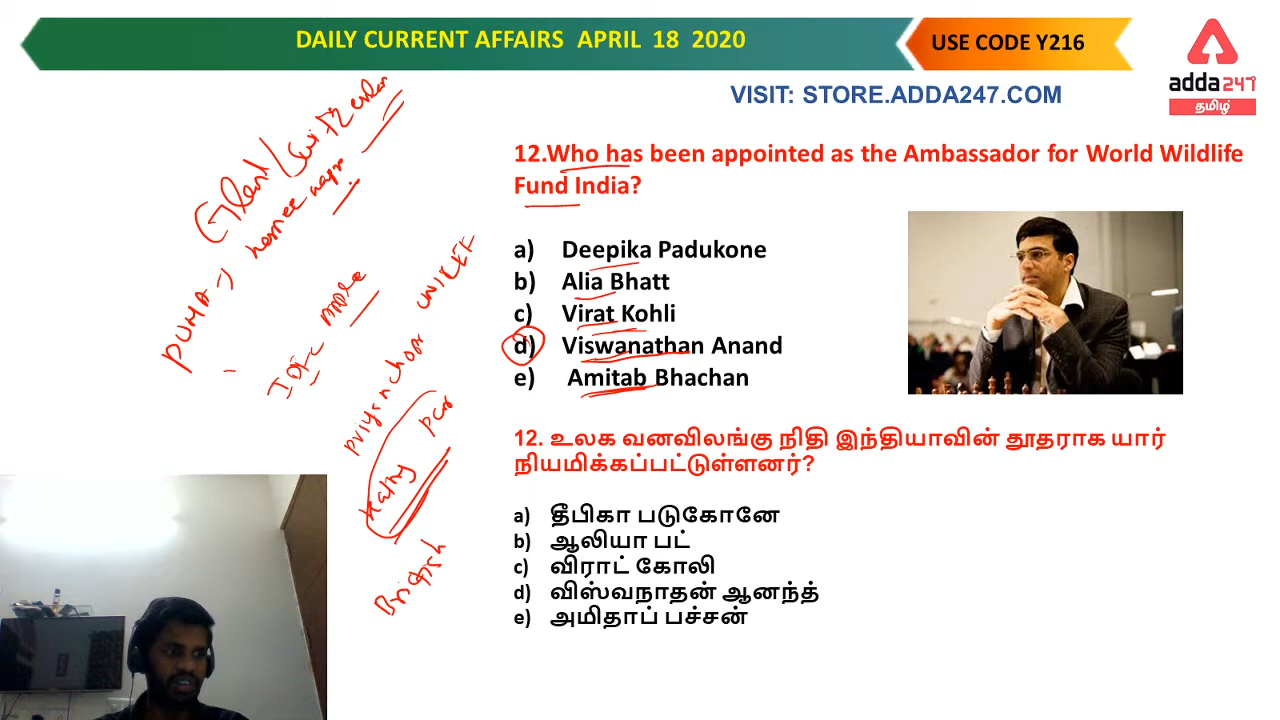 DAILY CURRENT AFFAIRS APRIL 18 2020
USE CODE Y216
adda247
தமிழ்
VISIT: STORE.ADDA247.COM
12.Who has been appointed as the Ambassador for World Wildlife
Fund India?
a) Deepika Padukone
b) Alia Bhatt
c) Virat Kohli
d) Viswanathan Anand
e) Amitab Bhachan
12. உலக வனவிலங்கு நிதி இந்தியாவின் தூதராக யார்
நியமிக்கப்பட்டுள்ளனர்?
a) தீபிகா படுகோனே
b) ஆலியா பட்
c) விராட் கோலி
d) விஸ்வநாதன் ஆனந்த்
e) அமிதாப் பச்சன்
PUMA
British